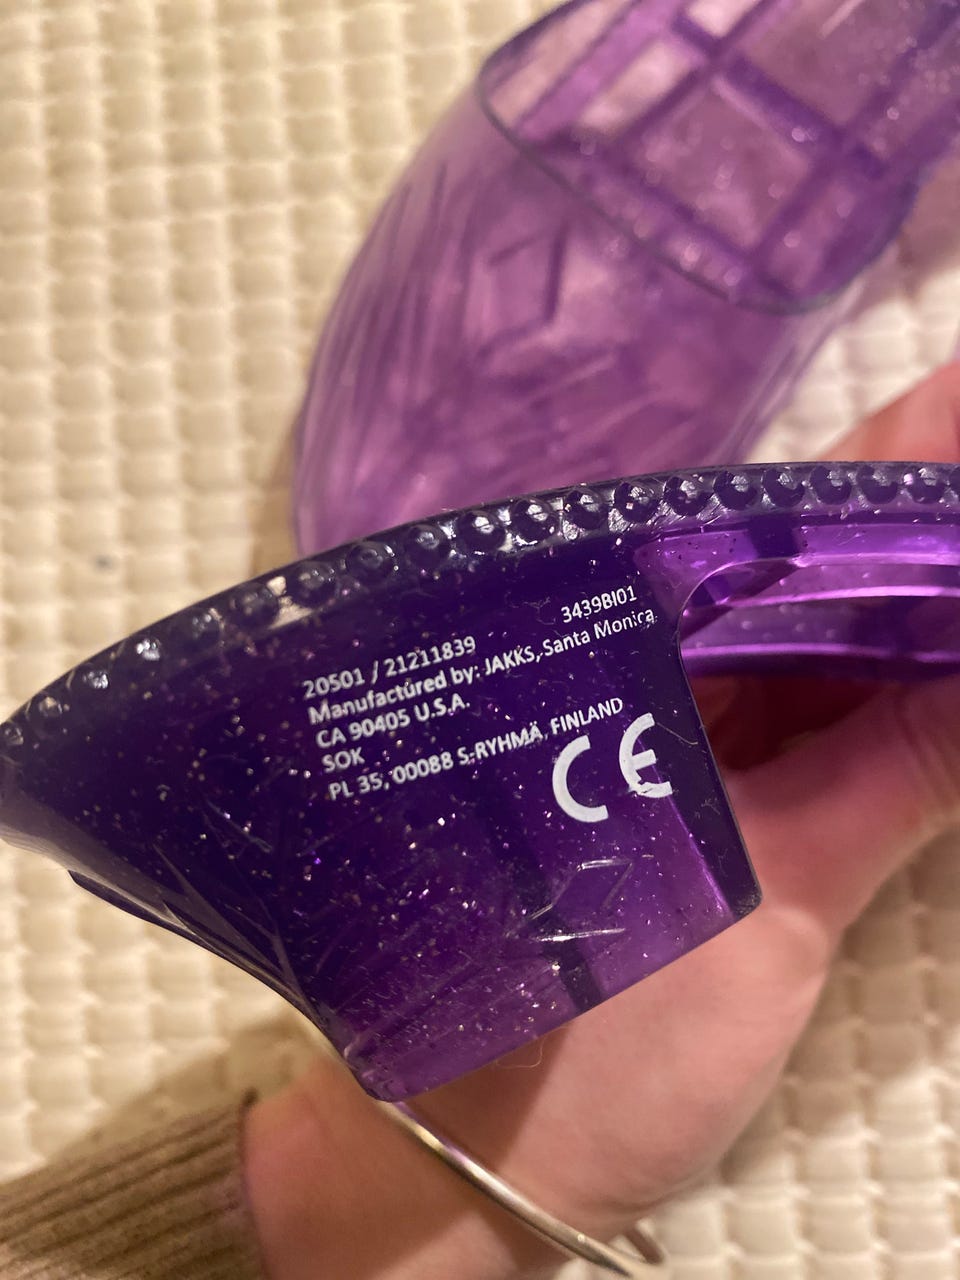 3439BI01
20501 / 21211839
Manufactured by: JAKKS, Santa Monica
CA 90405 U.S.A.
SOK
PL 35, 00088 S-RYHMÄ, FINLAND
CE